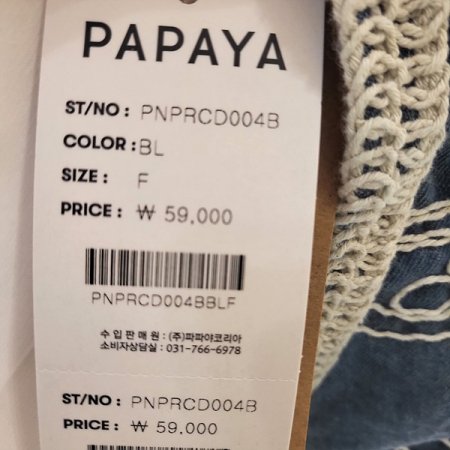 PAPAYA
ST/NO : PNPRCD004B
COLOR : BL
SIZE : F
PRICE : ₩ 59,000
PNPRCD004BBLF
수 입 판 매 원 : (주)파파야코리아
소비자상담실 : 031-766-6978
ST/NO : PNPRCD004B
PRICE : ₩ 59,000